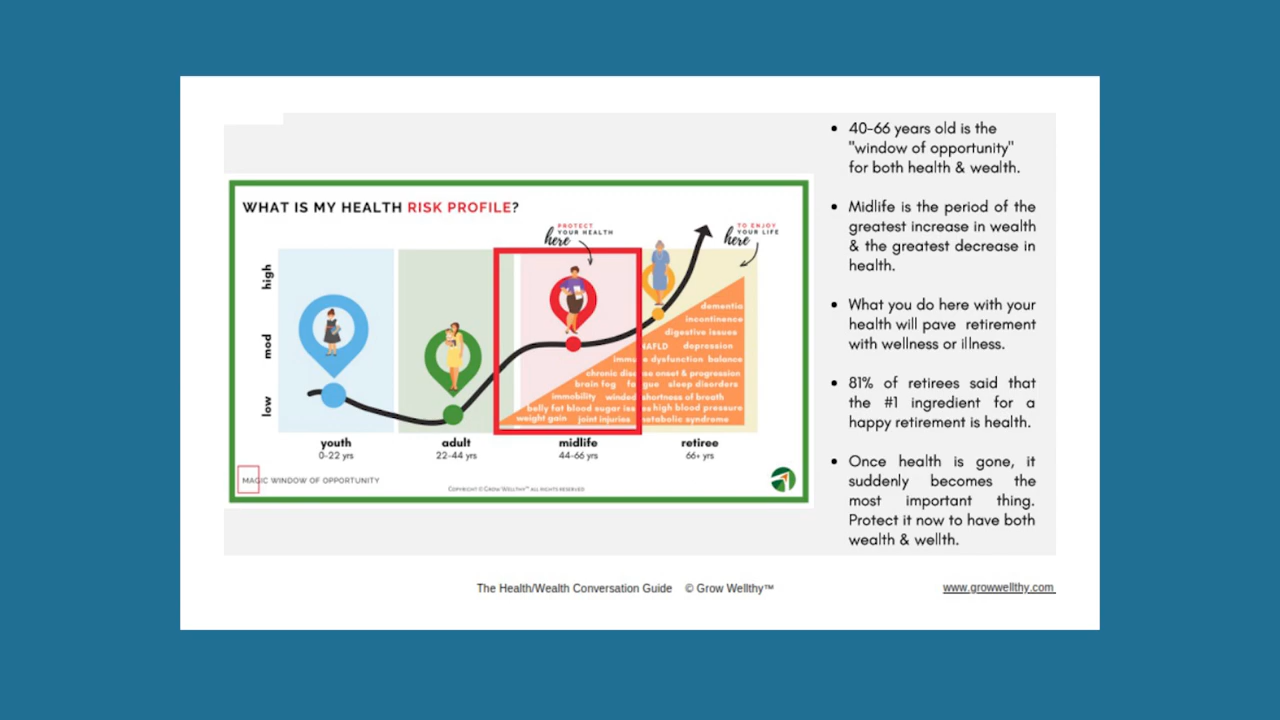 WHAT IS MY HEALTH RISK PROFILE?
PROTECT
YOUR HEALTH
here
TO ENJOY
YOUR LIFE
here
high
mod
low
dementia
incontinence
digestive issues
NAFLD depression
immune dysfunction balance
chronic disease onset & progression
brain fog fatigue sleep disorders
immobility winded shortness of breath
belly fat blood sugar iss es high blood pressure
weight gain joint injuries metabolic syndrome
youth
0-22 yrs
adult
22-44 yrs
midlife
44-66 yrs
retiree
66+ yrs
MAGIC WINDOW OF OPPORTUNITY
COPYRIGHT © GROW WELLTHY™ ALL RIGHTS RESERVED
• 40-66 years old is the
"window of opportunity"
for both health & wealth.
• Midlife is the period of the
greatest increase in wealth
& the greatest decrease in
health.
• What you do here with your
health will pave retirement
with wellness or illness.
• 81% of retirees said that
the #1 ingredient for a
happy retirement is health.
• Once health is gone, it
suddenly becomes the
most important thing.
Protect it now to have both
wealth & wellth.
The Health/Wealth Conversation Guide © Grow Wellthy™
www.growwellthy.com